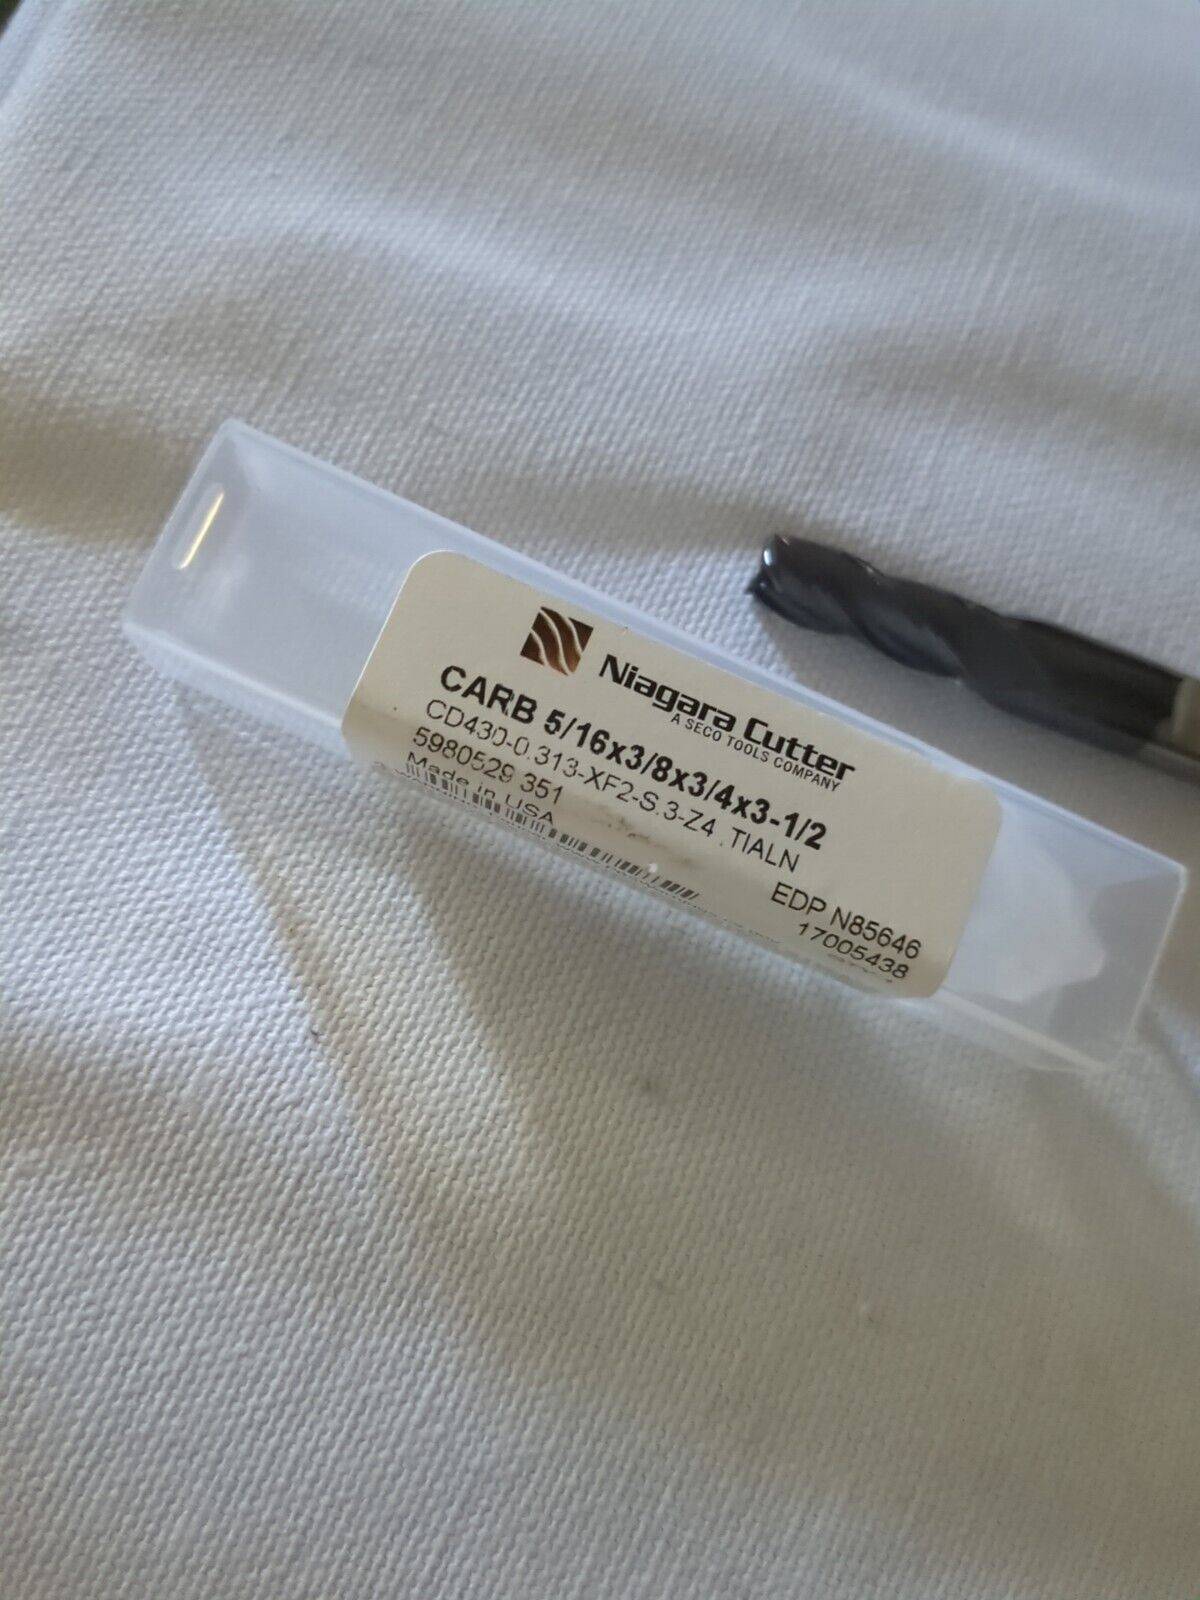 Niagara Cutter
A SECO TOOLS COMPANY
CARB 5/16x3/8x3/4x3-1/2
CD430-0.313-XF2-S.3-Z4 .TIALN
5980529 351
Made in USA
EDP N85646
17005438